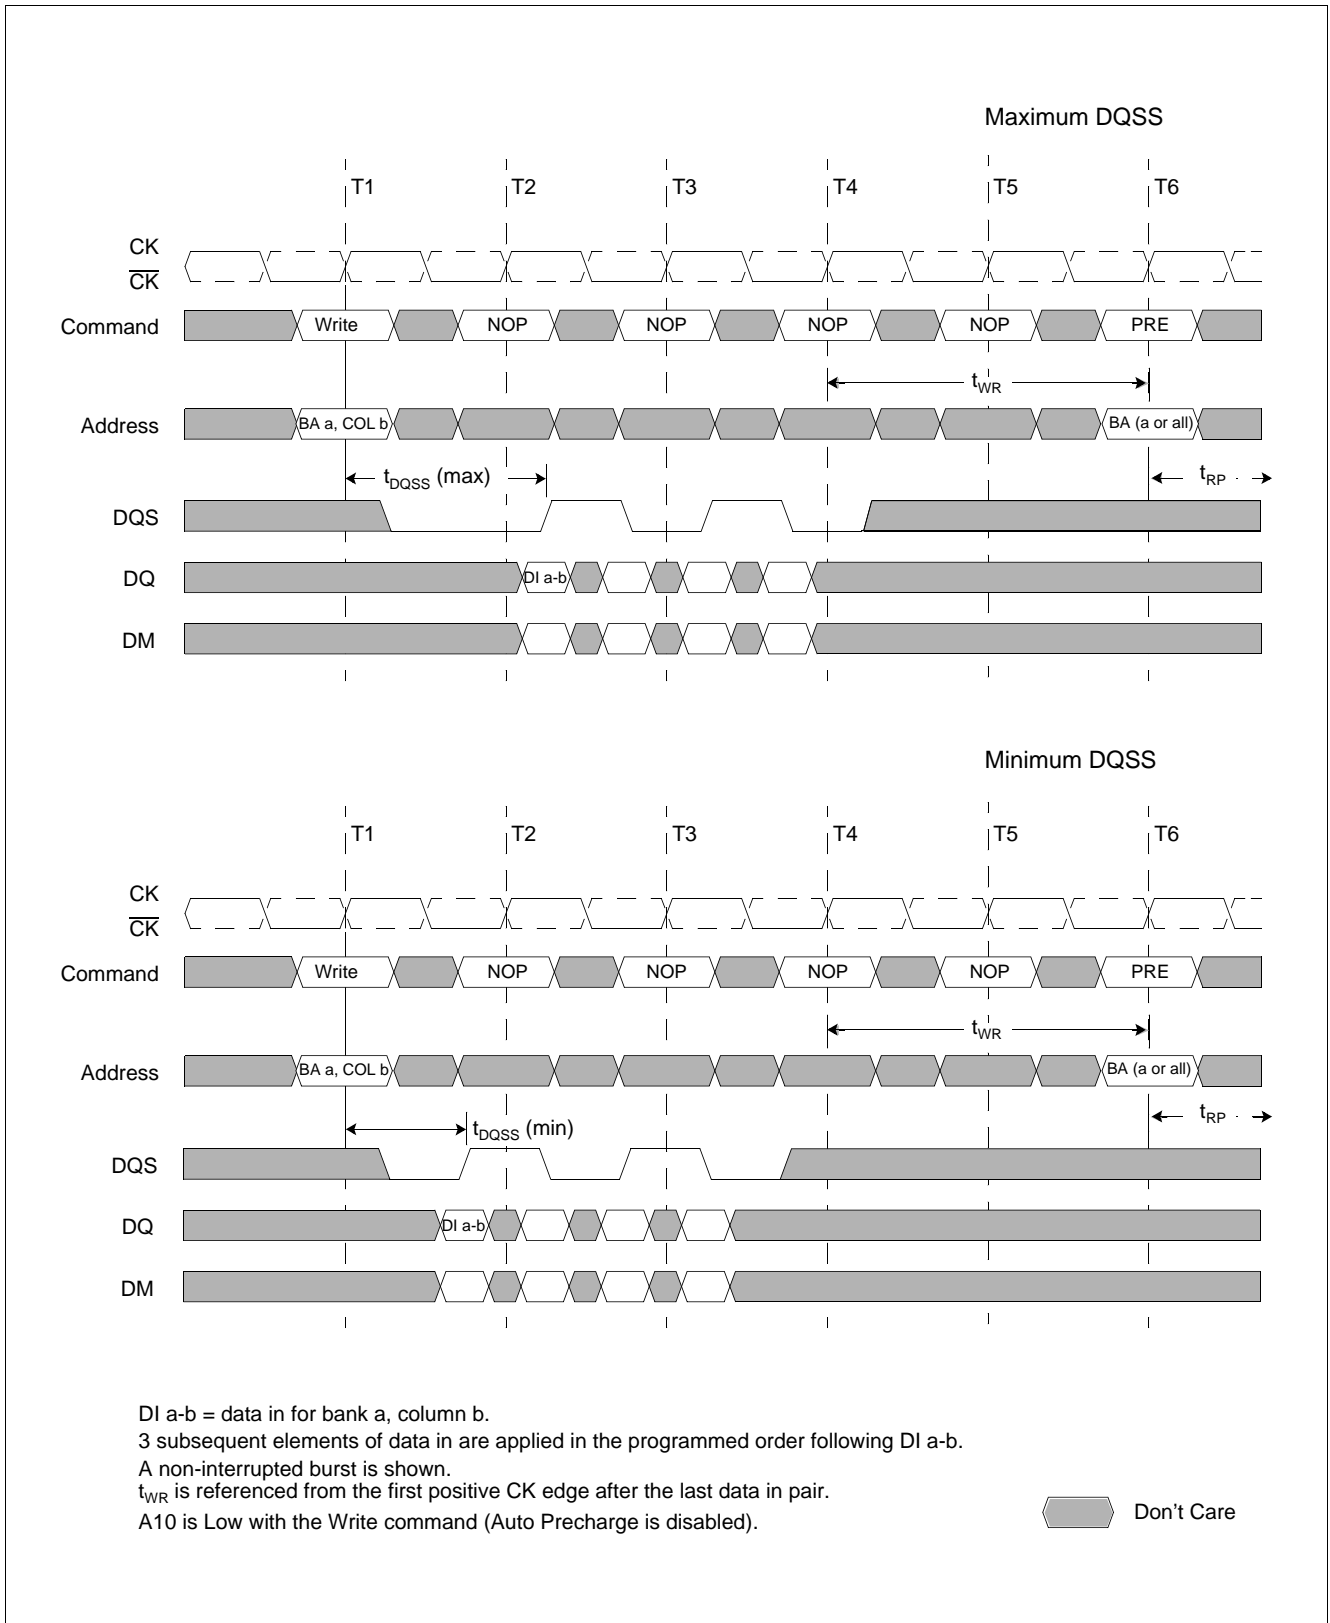 Maximum DQSS
T1 T2 T3 T4 T5 T6
CK
CK
Command Write NOP NOP NOP NOP PRE
tWR
Address BA a, COL b BA (a or all)
tDQSS (max) tRP
DQS
DQ DI a-b
DM
Minimum DQSS
T1 T2 T3 T4 T5 T6
CK
CK
Command Write NOP NOP NOP NOP PRE
tWR
Address BA a, COL b BA (a or all)
tDQSS (min) tRP
DQS
DQ DI a-b
DM
DI a-b = data in for bank a, column b.
3 subsequent elements of data in are applied in the programmed order following DI a-b.
A non-interrupted burst is shown.
tWR is referenced from the first positive CK edge after the last data in pair.
A10 is Low with the Write command (Auto Precharge is disabled).
Don't Care